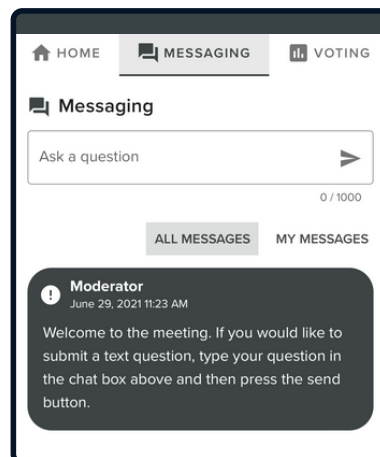 HOME MESSAGING VOTING
Messaging
Ask a question
0 / 1000
ALL MESSAGES MY MESSAGES
Moderator
June 29, 2021 11:23 AM
Welcome to the meeting. If you would like to
submit a text question, type your question in
the chat box above and then press the send
button.